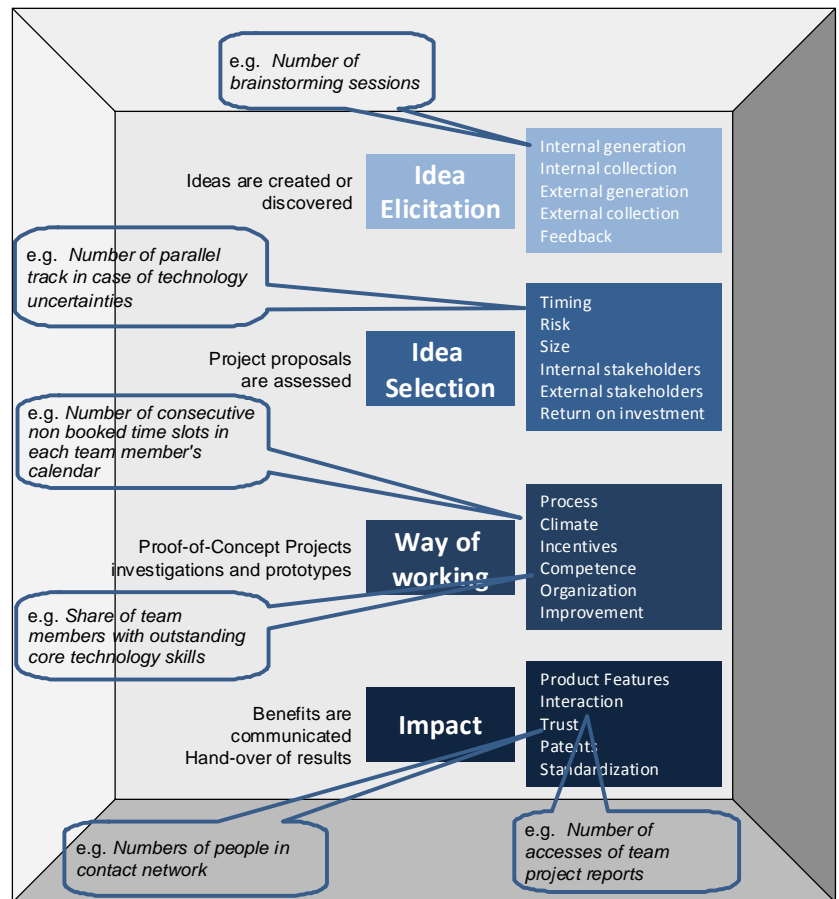 e.g. Number of
brainstorming sessions
Ideas are created or
discovered
Idea
Elicitation
Internal generation
Internal collection
External generation
External collection
Feedback
e.g. Number of parallel
track in case of technology
uncertainties
Project proposals
are assessed
Idea
Selection
Timing
Risk
Size
Internal stakeholders
External stakeholders
Return on investment
e.g. Number of consecutive
non booked time slots in
each team member's
calendar
Proof-of-Concept Projects
investigations and prototypes
Way of
working
Process
Climate
Incentives
Competence
Organization
Improvement
e.g. Share of team
members with outstanding
core technology skills
Benefits are
communicated
Hand-over of results
Impact
Product Features
Interaction
Trust
Patents
Standardization
e.g. Numbers of people in
contact network
e.g. Number of
accesses of team
project reports